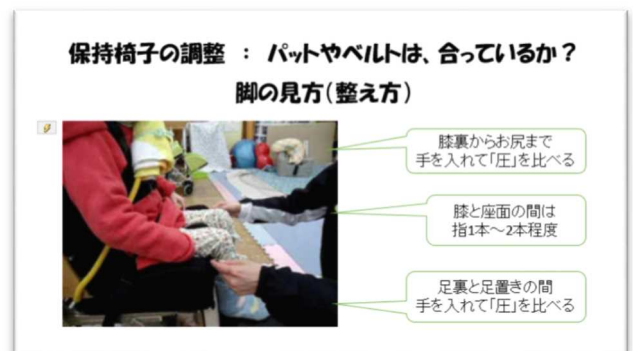 保持椅子の調整 : パットやベルトは、合っているか?
脚の見方(整え方)
膝裏からお尻まで
手を入れて「圧」を比べる
膝と座面の間は
指1本~2本程度
足裏と足置きの間
手を入れて「圧」を比べる